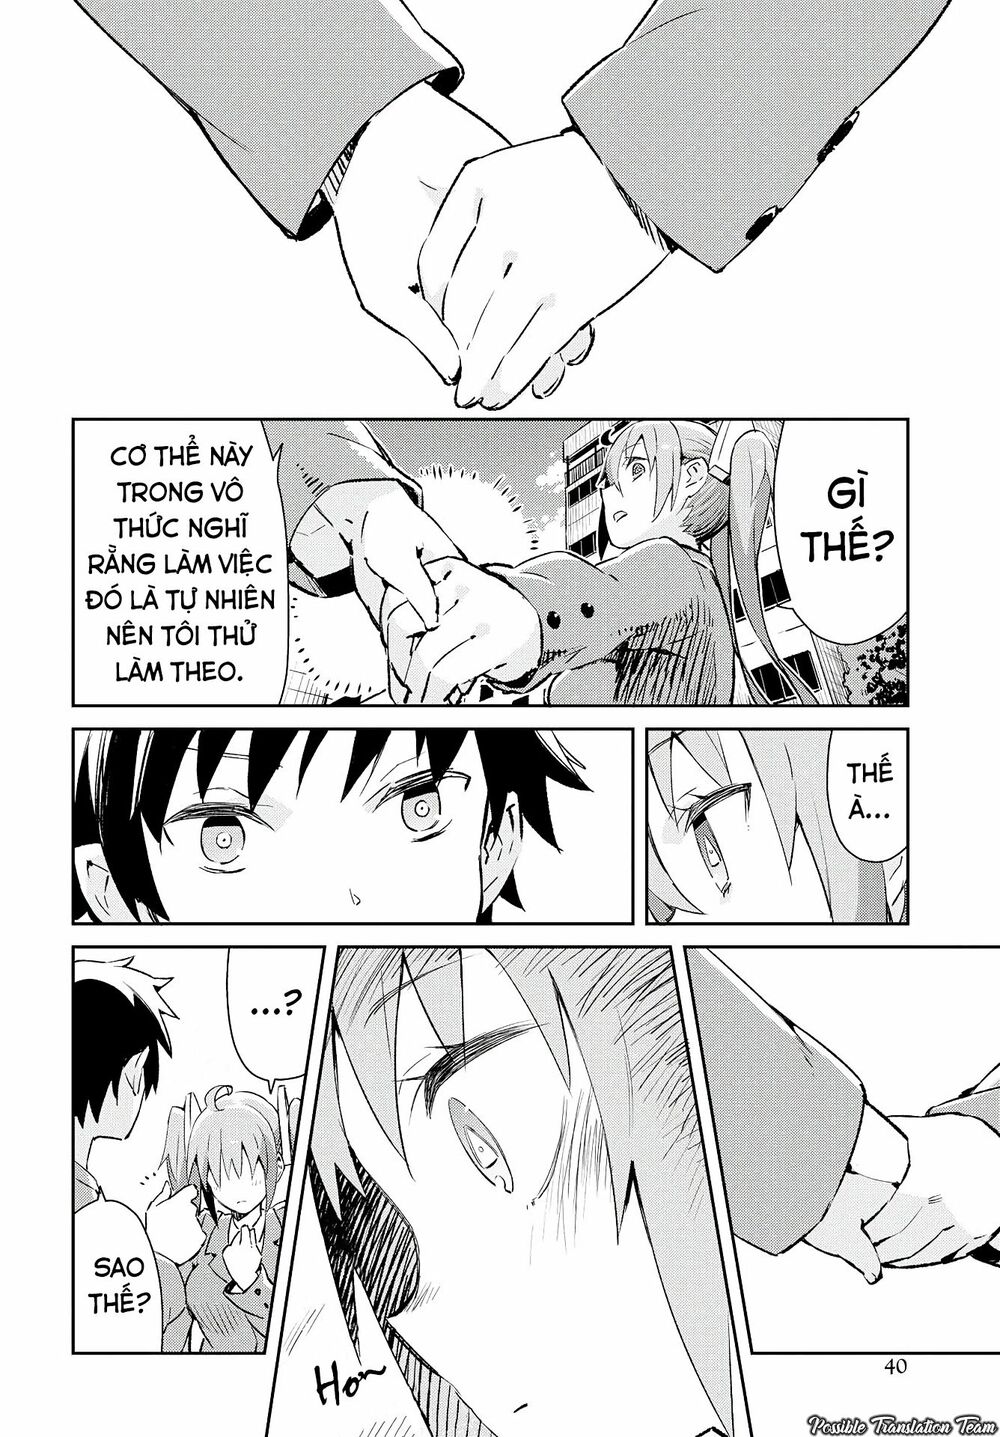 GÌ
THẾ?
CƠ THỂ NÀY
TRONG VÔ
THỨC NGHĨ
RẰNG LÀM VIỆC
ĐÓ LÀ TỰ NHIÊN
NÊN TÔI THỬ
LÀM THEO.
THẾ
À...
...?
SAO
THẾ?
40
Possible Translation Team